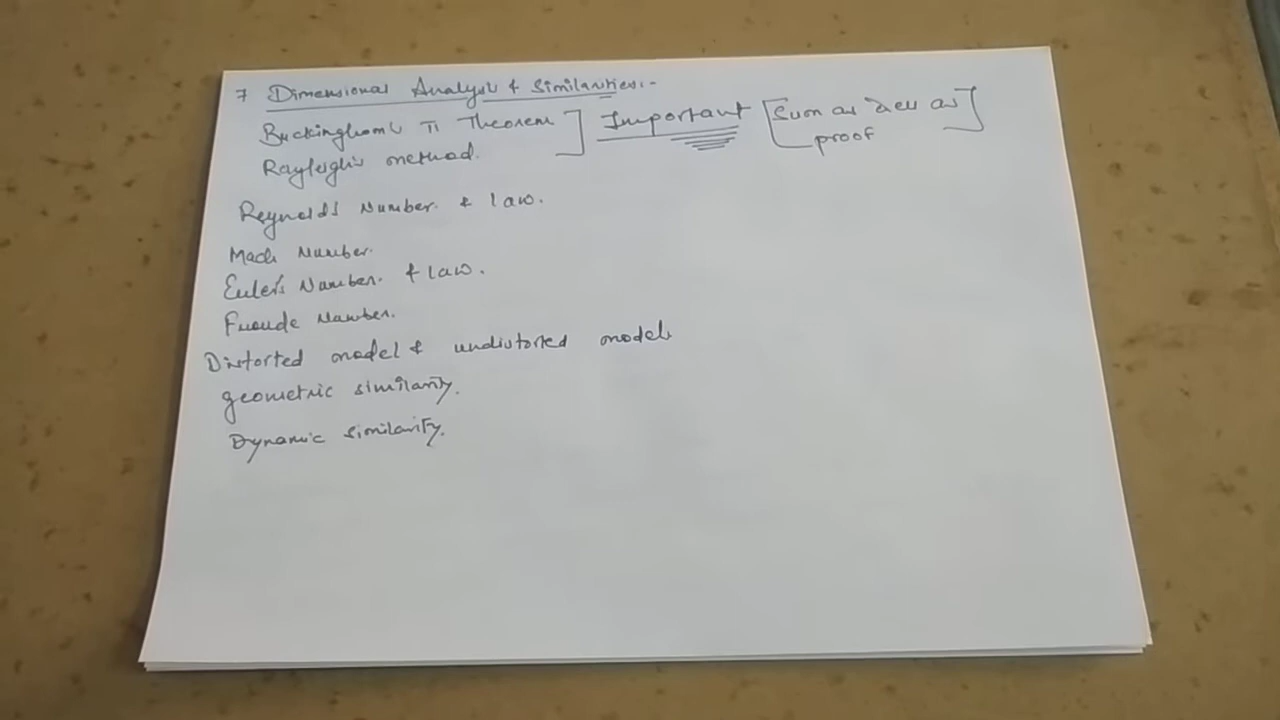 7 Dimensional Analysis & Similarities:-
Buckingham's π Theorem ] Important [Sum as well as proof]
Rayleigh's method.
Reynold's Number. & law.
Mach Number.
Euler's Number. & law.
Froude Number.
Distorted model & undistorted models
geometric similarity.
Dynamic similarity.